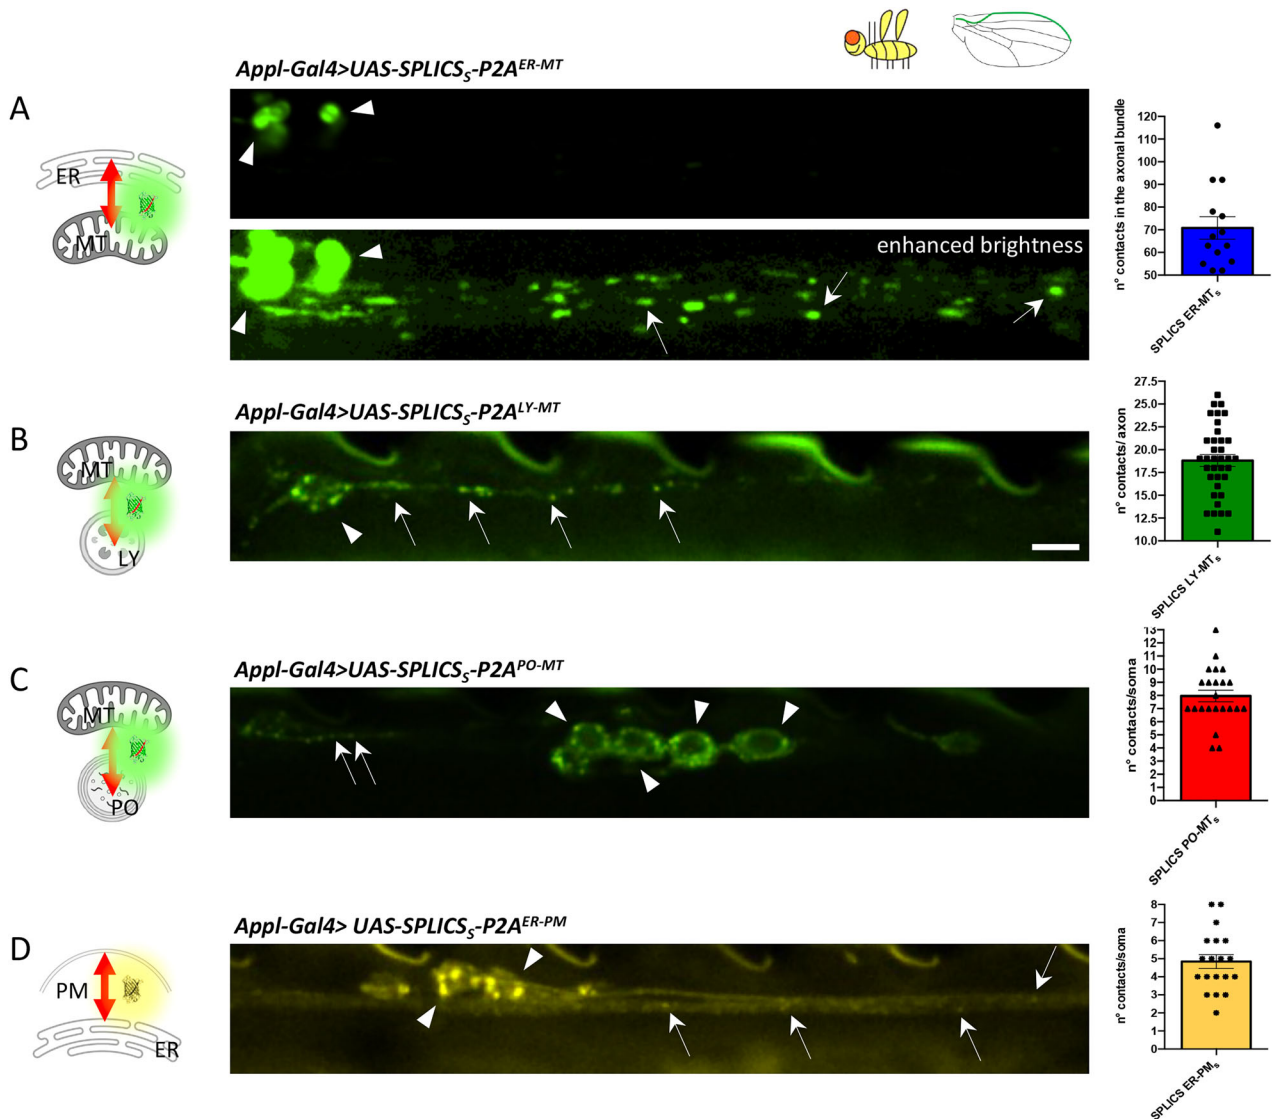 Appl-Gal4>UAS-SPLICSS-P2AER-MT
A
ER
MT
enhanced brightness
n° contacts in the axonal bundle
120
110
100
90
80
70
60
50
SPLICS ER-MTs
Appl-Gal4>UAS-SPLICSS-P2ALY-MT
B
MT
LY
n° contacts/ axon
27.5
25.0
22.5
20.0
17.5
15.0
12.5
10.0
SPLICS LY-MTs
Appl-Gal4>UAS-SPLICSS-P2APO-MT
C
MT
PO
n° contacts/soma
13
12
11
10
9
8
7
6
5
4
3
2
1
0
SPLICS PO-MTs
Appl-Gal4> UAS-SPLICSS-P2AER-PM
D
PM
ER
n° contacts/soma
8
7
6
5
4
3
2
1
0
SPLICS ER-PMs